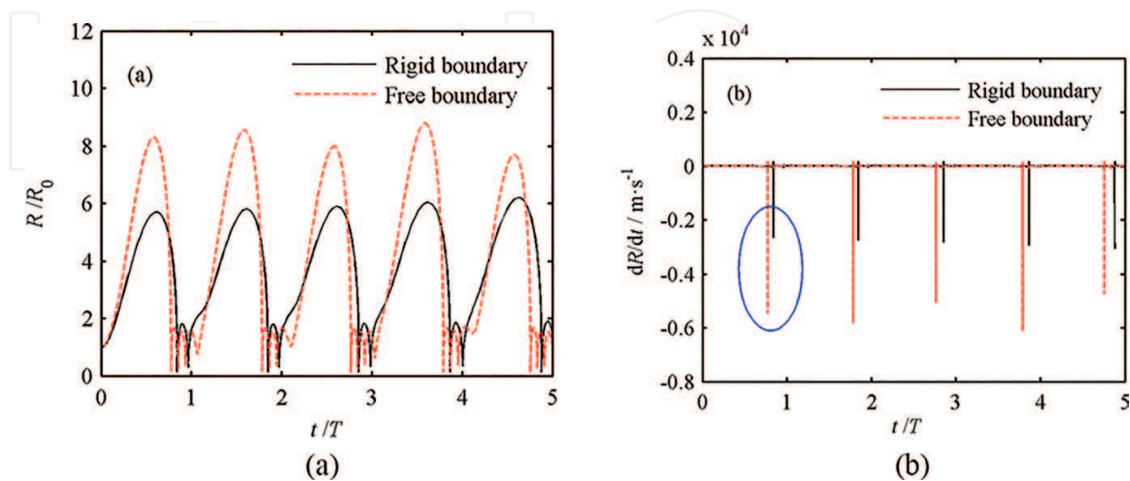 12
10
8
6
4
2
0
R/R0
(a)
Rigid boundary
Free boundary
0 1 2 3 4 5
t/T
(a)
x 10^4
0.4
0.2
0
-0.2
-0.4
-0.6
-0.8
dR/dt / m·s^-1
(b)
Rigid boundary
Free boundary
0 1 2 3 4 5
t/T
(b)